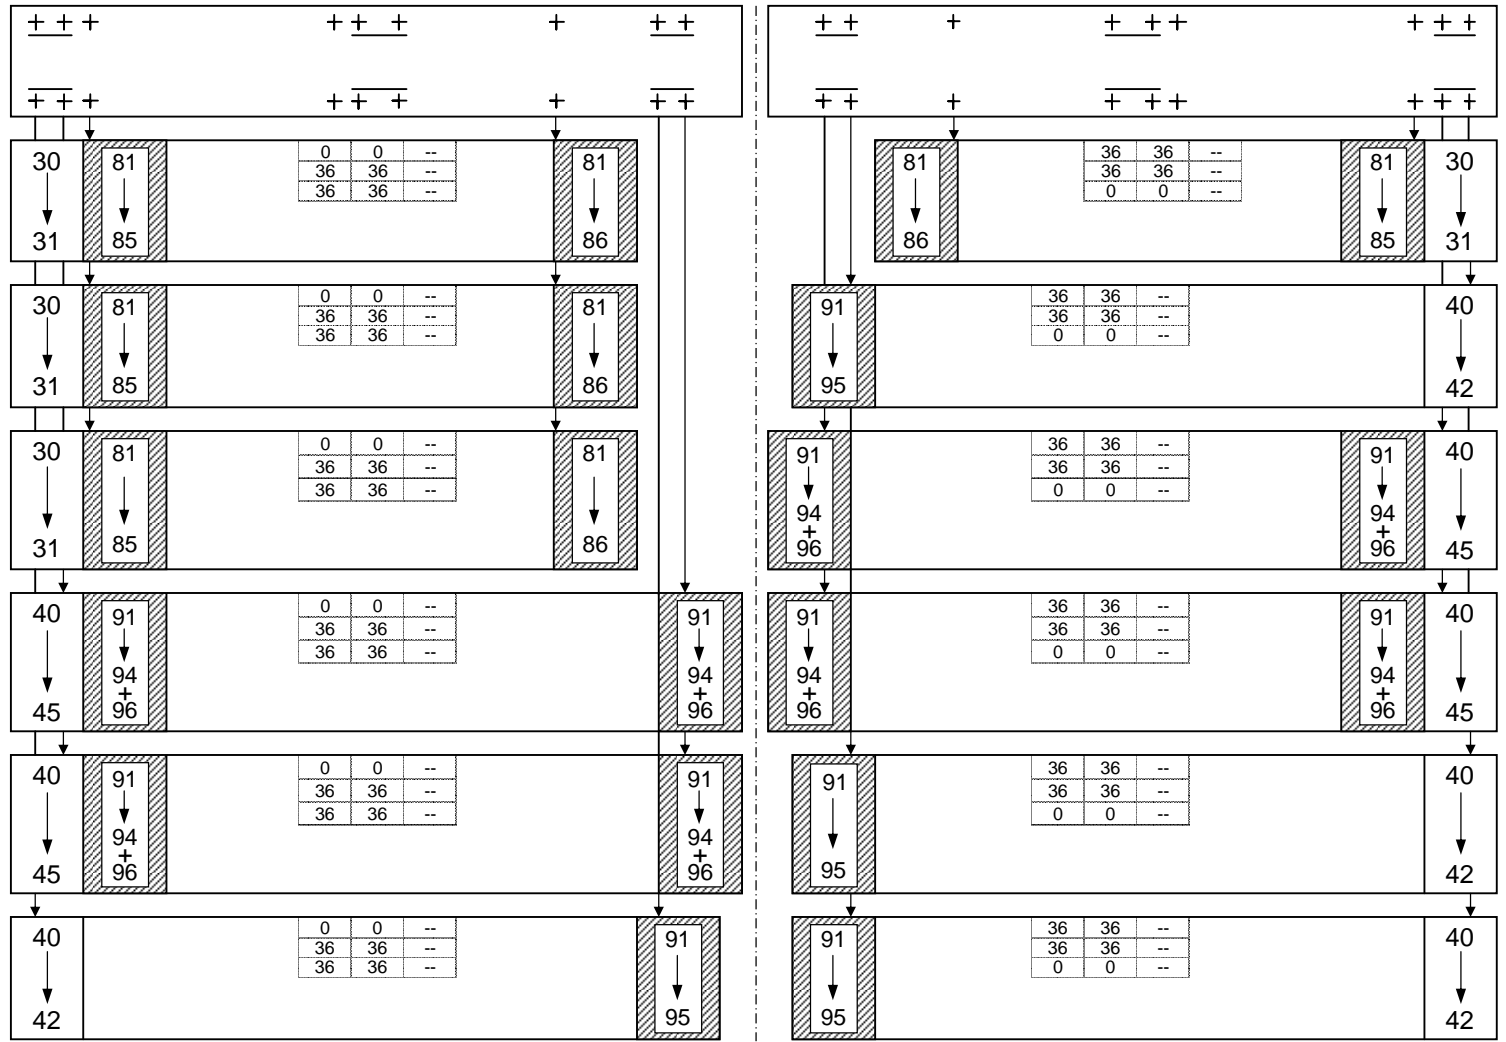 + + + + + + + + +
+ + + + + + + + +
30 81 0 0 -- 81
36 36 --
36 36 --
31 85 86
30 81 0 0 -- 81
36 36 --
36 36 --
31 85 86
30 81 0 0 -- 81
36 36 --
36 36 --
31 85 86
40 91 0 0 -- 91
36 36 --
36 36 --
94 94
+ +
45 96 96
40 91 0 0 -- 91
36 36 --
36 36 --
94 94
+ +
45 96 96
40 0 0 -- 91
36 36 --
36 36 --
42 95
+ + + + + + + + +
+ + + + + + + + +
81 36 36 -- 81 30
36 36 --
0 0 --
86 85 31
91 36 36 -- 40
36 36 --
0 0 --
95 42
91 36 36 -- 91 40
36 36 --
0 0 --
94 94
+ +
96 96 45
91 36 36 -- 91 40
36 36 --
0 0 --
94 94
+ +
96 96 45
91 36 36 -- 40
36 36 --
0 0 --
95 42
91 36 36 -- 40
36 36 --
0 0 --
95 42